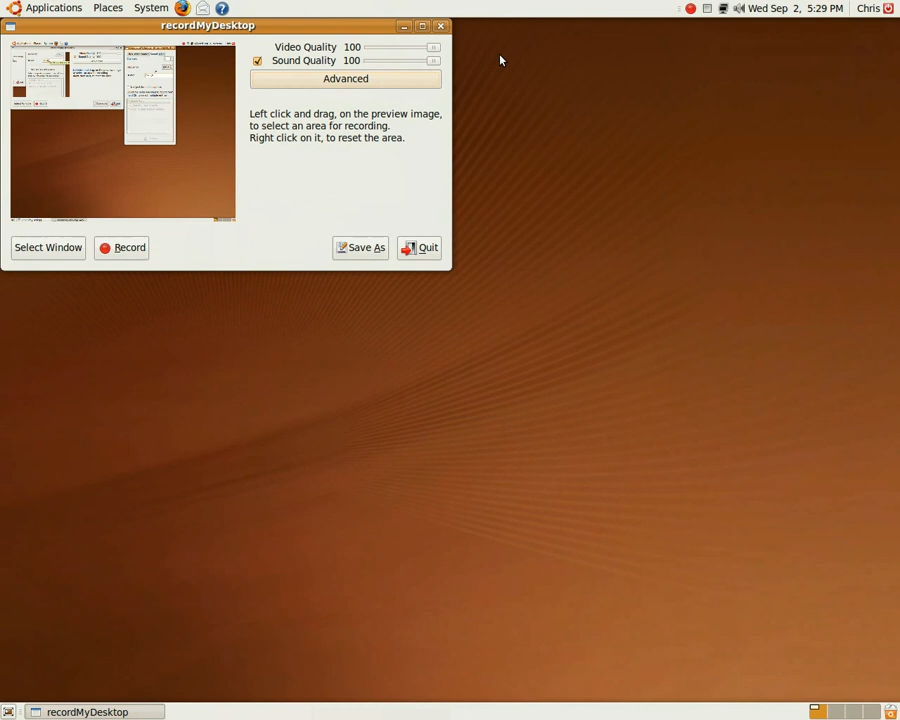 Applications Places System
Wed Sep 2, 5:29 PM Chris
recordMyDesktop
Video Quality 100
Sound Quality 100
Advanced
Left click and drag, on the preview image,
to select an area for recording.
Right click on it, to reset the area.
Select Window Record Save As Quit
recordMyDesktop